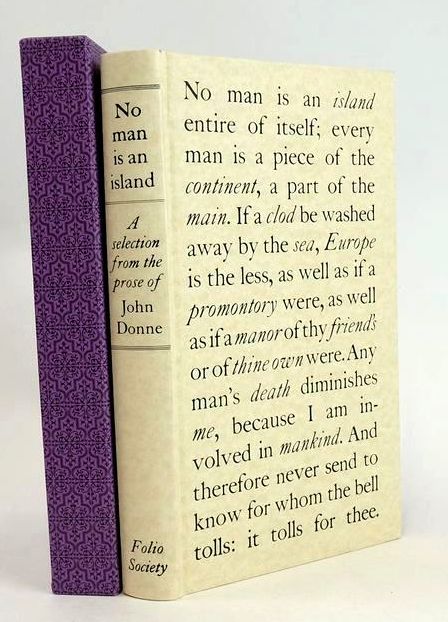 No
man
is an
island
A
selection
from the
prose of
John
Donne
Folio
Society
No man is an island
entire of itself; every
man is a piece of the
continent, a part of the
main. If a clod be washed
away by the sea, Europe
is the less, as well as if a
promontory were, as well
as if a manor of thy friend's
or of thine own were. Any
man's death diminishes
me, because I am in-
volved in mankind. And
therefore never send to
know for whom the bell
tolls: it tolls for thee.